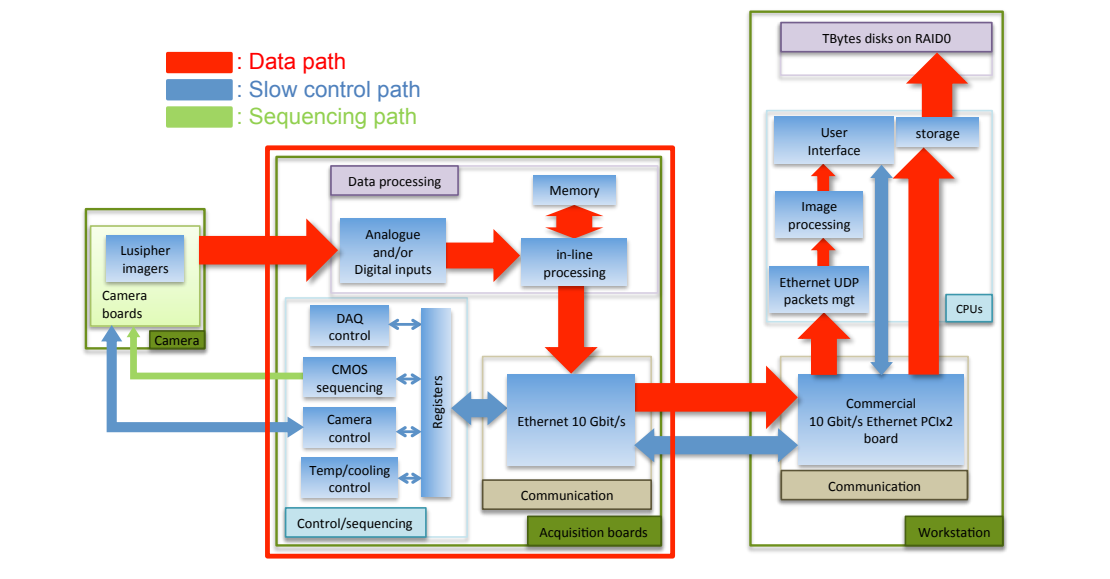 TBytes disks on RAID0
: Data path
: Slow control path
: Sequencing path
User
Interface
storage
Data processing
Memory
Image
processing
Analogue
and/or
Digital inputs
in-line
processing
Lusipher
imagers
Camera
boards
Camera
Ethernet UDP
packets mgt
CPUs
DAQ
control
CMOS
sequencing
Camera
control
Temp/cooling
control
Registers
Control/sequencing
Ethernet 10 Gbit/s
Communication
Acquisition boards
Commercial
10 Gbit/s Ethernet PCIx2
board
Communication
Workstation